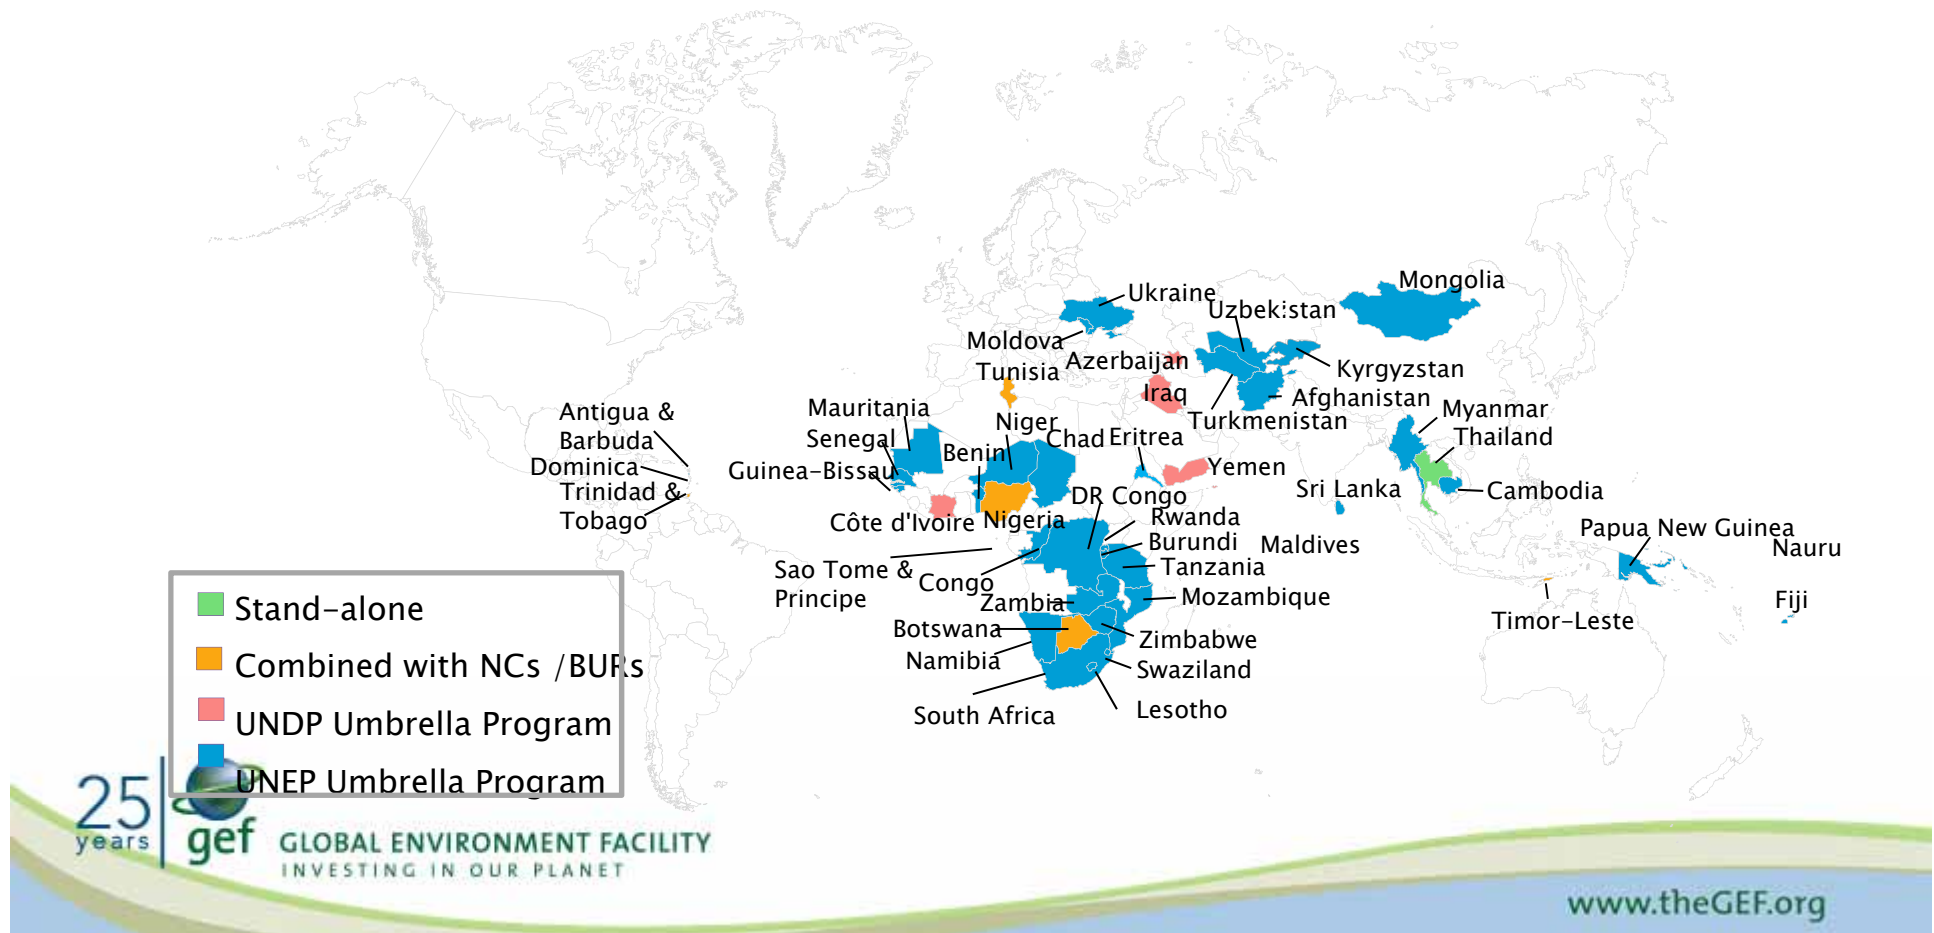 Mongolia
Ukraine
Uzbekistan
Moldova
Azerbaijan
Tunisia
Kyrgyzstan
Iraq
Afghanistan
Turkmenistan
Antigua &
Barbuda
Dominica
Trinidad &
Tobago
Mauritania
Senegal
Guinea-Bissau
Niger
Chad
Eritrea
Benin
Yemen
Myanmar
Thailand
Sri Lanka
Cambodia
DR Congo
Côte d'Ivoire
Nigeria
Rwanda
Burundi
Maldives
Tanzania
Papua New Guinea
Nauru
Sao Tome &
Principe
Congo
Zambia
Mozambique
Fiji
Timor-Leste
Botswana
Zimbabwe
Namibia
Swaziland
South Africa
Lesotho
Stand-alone
Combined with NCs /BURs
UNDP Umbrella Program
UNEP Umbrella Program
25
years
gef
GLOBAL ENVIRONMENT FACILITY
INVESTING IN OUR PLANET
www.theGEF.org